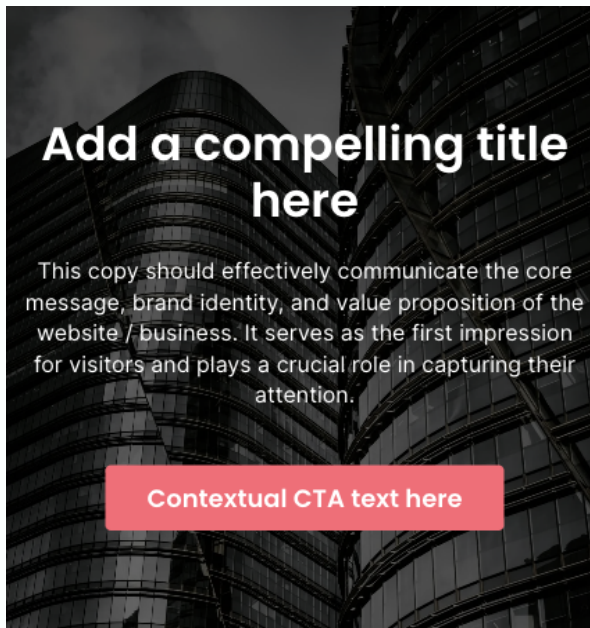 Add a compelling title
here
This copy should effectively communicate the core
message, brand identity, and value proposition of the
website / business. It serves as the first impression
for visitors and plays a crucial role in capturing their
attention.
Contextual CTA text here